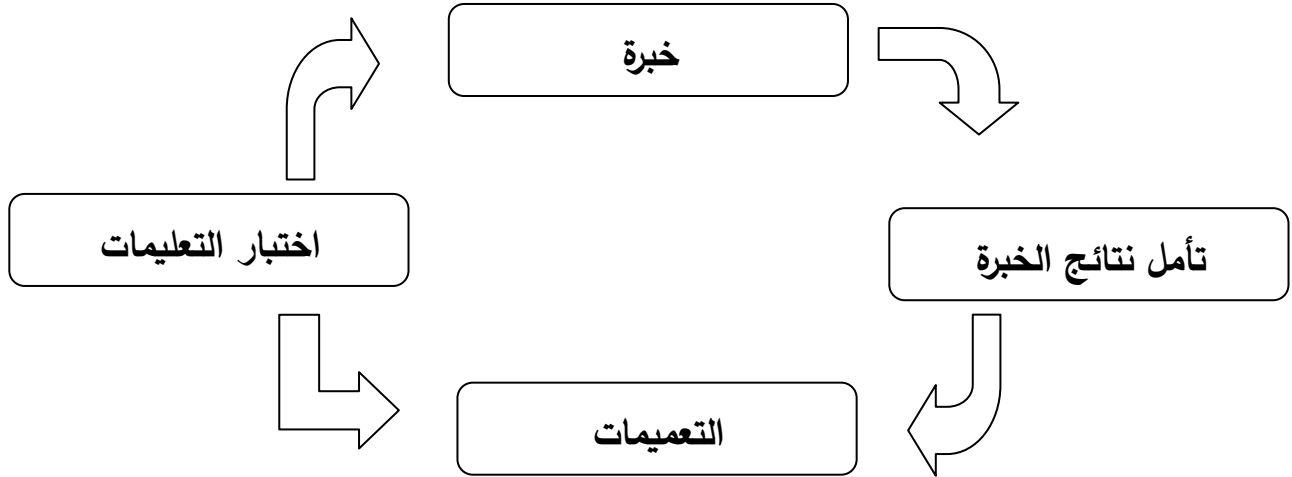 خبرة
اختبار التعليمات
تأمل نتائج الخبرة
التعميمات